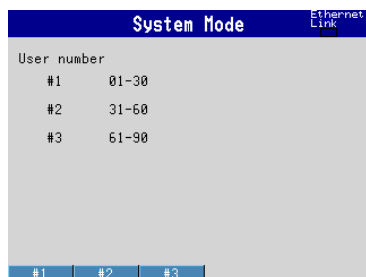 System Mode
Ethernet
Link
User number
#1 01-30
#2 31-60
#3 61-90
#1 #2 #3